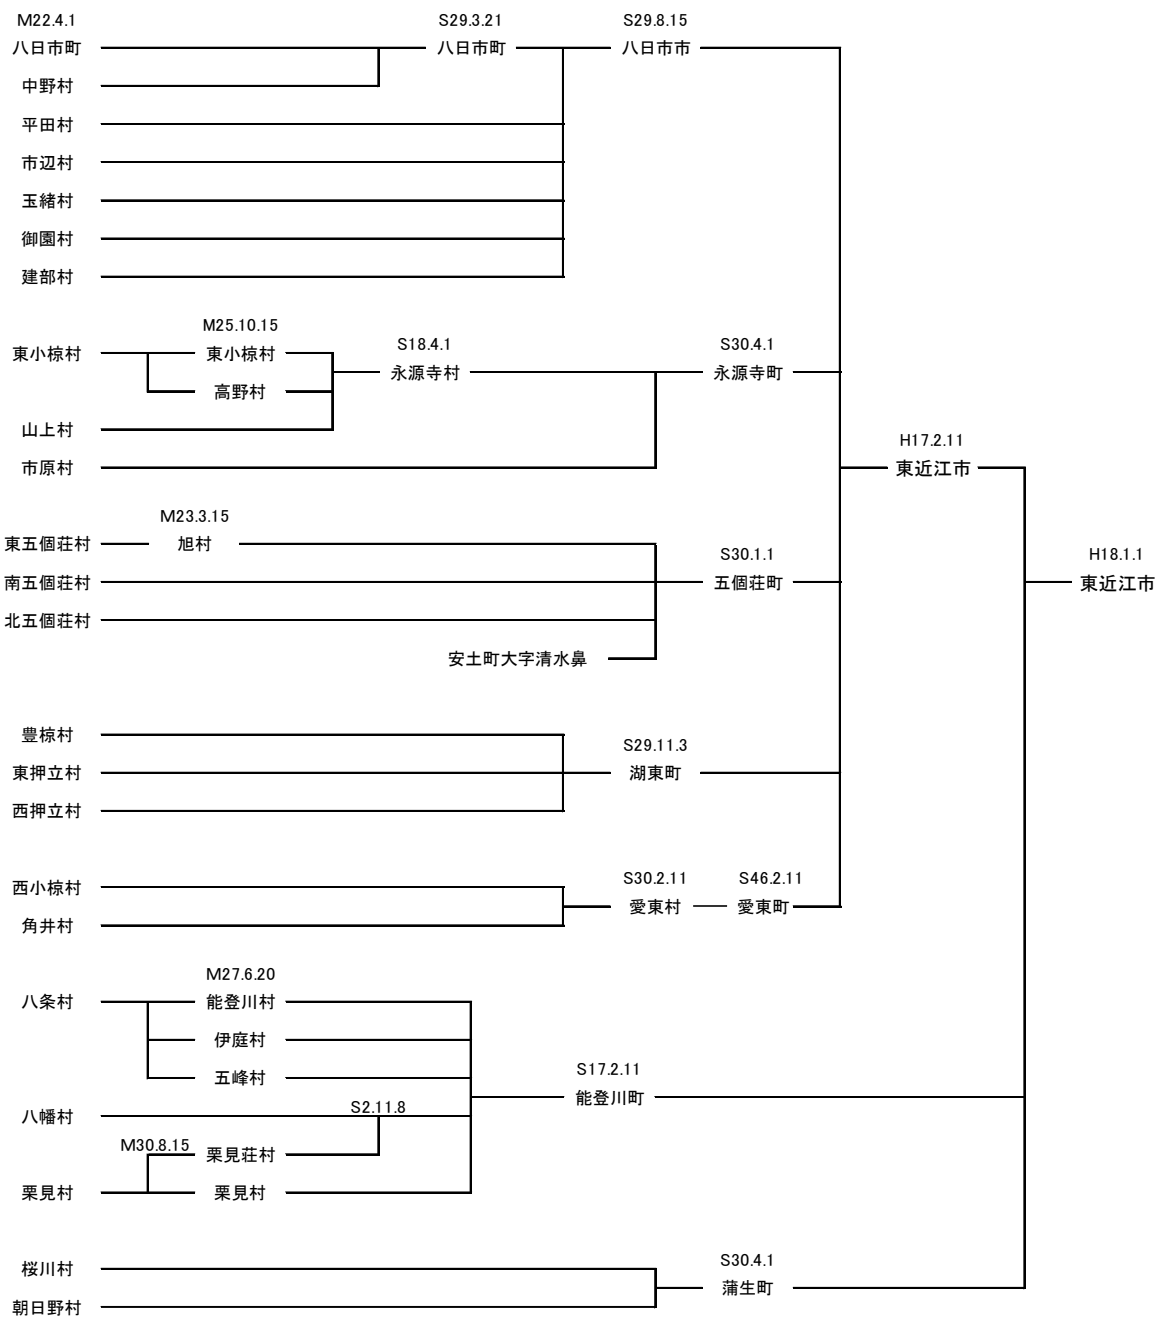 M22.4.1 S29.3.21 S29.8.15
八日市町 八日市町 八日市市
中野村
平田村
市辺村
玉緒村
御園村
建部村
M25.10.15 S18.4.1 S30.4.1
東小椋村 東小椋村 永源寺村 永源寺町
高野村
山上村
H17.2.11
市原村 東近江市
M23.3.15
東五個荘村 旭村
S30.1.1 H18.1.1
南五個荘村 五個荘町 東近江市
北五個荘村
安土町大字清水鼻
豊椋村
S29.11.3
東押立村 湖東町
西押立村
S30.2.11 S46.2.11
西小椋村
愛東村 愛東町
角井村
M27.6.20
八条村 能登川村
伊庭村
S17.2.11
五峰村
能登川町
S2.11.8
八幡村
M30.8.15 栗見荘村
栗見村 栗見村
S30.4.1
桜川村
蒲生町
朝日野村